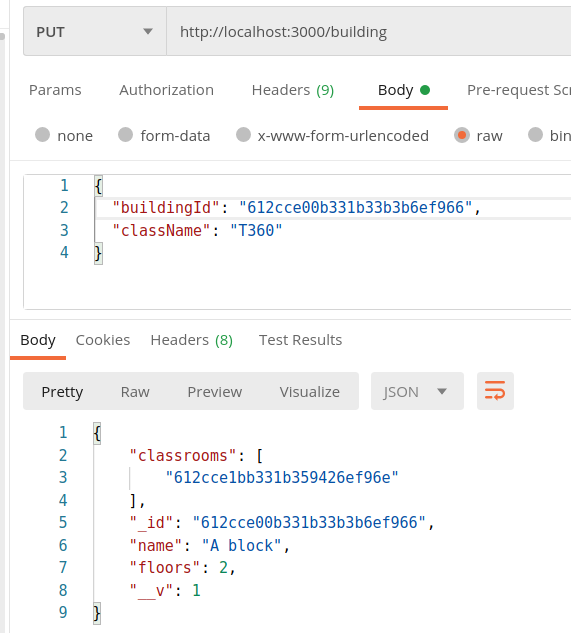 PUT http://localhost:3000/building
Params Authorization Headers (9) Body Pre-request Scr
none form-data x-www-form-urlencoded raw bin
1 {
2 "buildingId": "612cce00b331b33b3b6ef966",
3 "className": "T360"
4 }
Body Cookies Headers (8) Test Results
Pretty Raw Preview Visualize JSON
1 {
2 "classrooms": [
3 "612cce1bb331b359426ef96e"
4 ],
5 "_id": "612cce00b331b33b3b6ef966",
6 "name": "A block",
7 "floors": 2,
8 "__v": 1
9 }